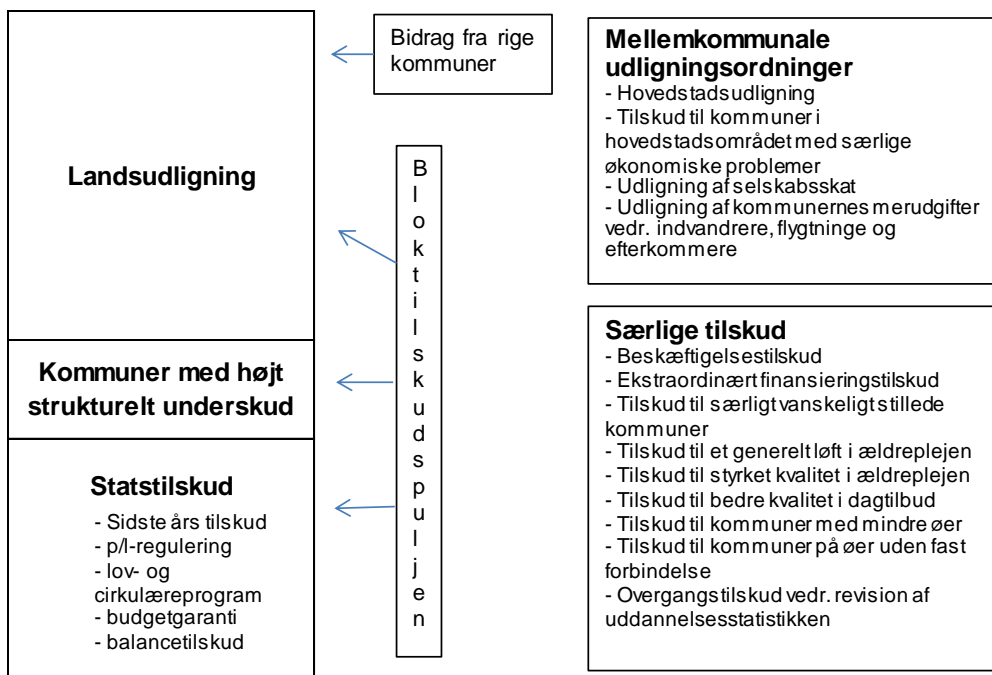 Landsudligning
Kommuner med højt
strukturelt underskud
Statstilskud
- Sidste års tilskud
- p/l-regulering
- lov- og
cirkulæreprogram
- budgetgaranti
- balancetilskud
Bidrag fra rige
kommuner
Bloktilskudspuljen
Mellemkommunale
udligningsordninger
- Hovedstadsudligning
- Tilskud til kommuner i
hovedstadsområdet med særlige
økonomiske problemer
- Udligning af selskabsskat
- Udligning af kommunernes merudgifter
vedr. indvandrere, flygtninge og
efterkommere
Særlige tilskud
- Beskæftigelsestilskud
- Ekstraordinært finansieringstilskud
- Tilskud til særligt vanskeligt stillede
kommuner
- Tilskud til et generelt løft i ældreplejen
- Tilskud til styrket kvalitet i ældreplejen
- Tilskud til bedre kvalitet i dagtilbud
- Tilskud til kommuner med mindre øer
- Tilskud til kommuner på øer uden fast
forbindelse
- Overgangstilskud vedr. revision af
uddannelsesstatistikken